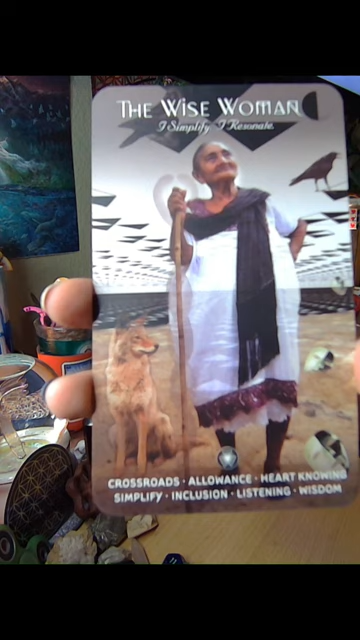 THE WISE WOMAN
I Simplify I Resonate
CROSSROADS · ALLOWANCE · HEART KNOWING
SIMPLIFY · INCLUSION · LISTENING · WISDOM